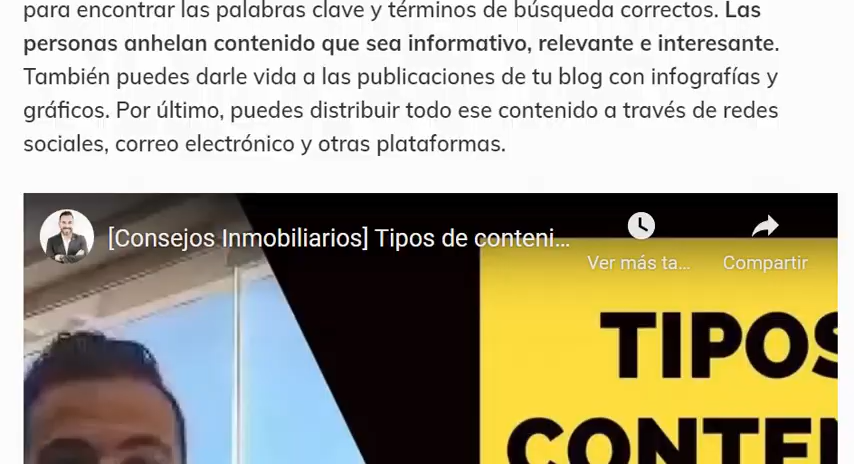 para encontrar las palabras clave y términos de búsqueda correctos. Las
personas anhelan contenido que sea informativo, relevante e interesante.
También puedes darle vida a las publicaciones de tu blog con infografías y
gráficos. Por último, puedes distribuir todo ese contenido a través de redes
sociales, correo electrónico y otras plataformas.
[Consejos Inmobiliarios] Tipos de conteni...
Ver más ta...
Compartir
TIPOS
CONTEN